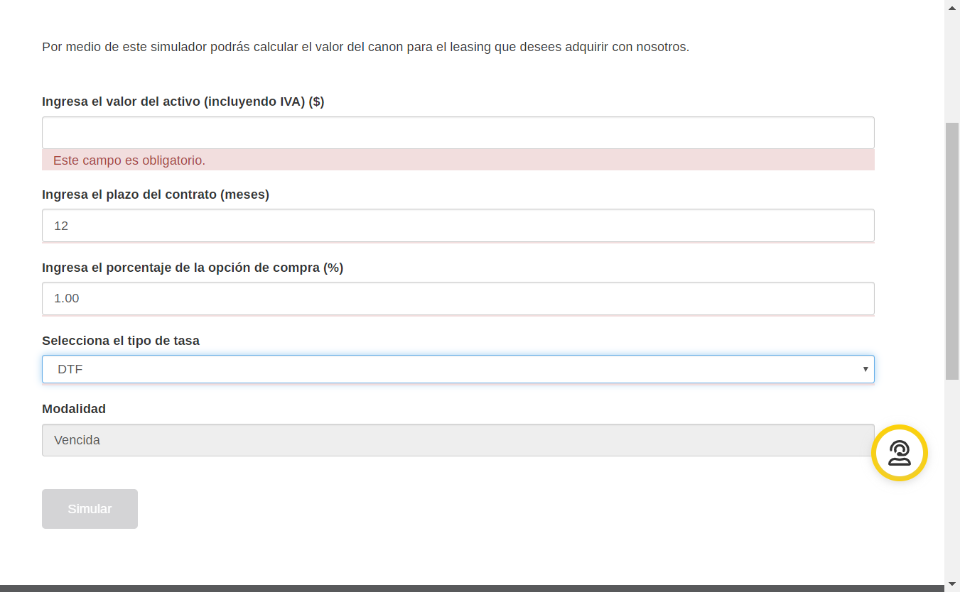 Por medio de este simulador podrás calcular el valor del canon para el leasing que desees adquirir con nosotros.
Ingresa el valor del activo (incluyendo IVA) ($)
Este campo es obligatorio.
Ingresa el plazo del contrato (meses)
12
Ingresa el porcentaje de la opción de compra (%)
1.00
Selecciona el tipo de tasa
DTF
Modalidad
Vencida
Simular